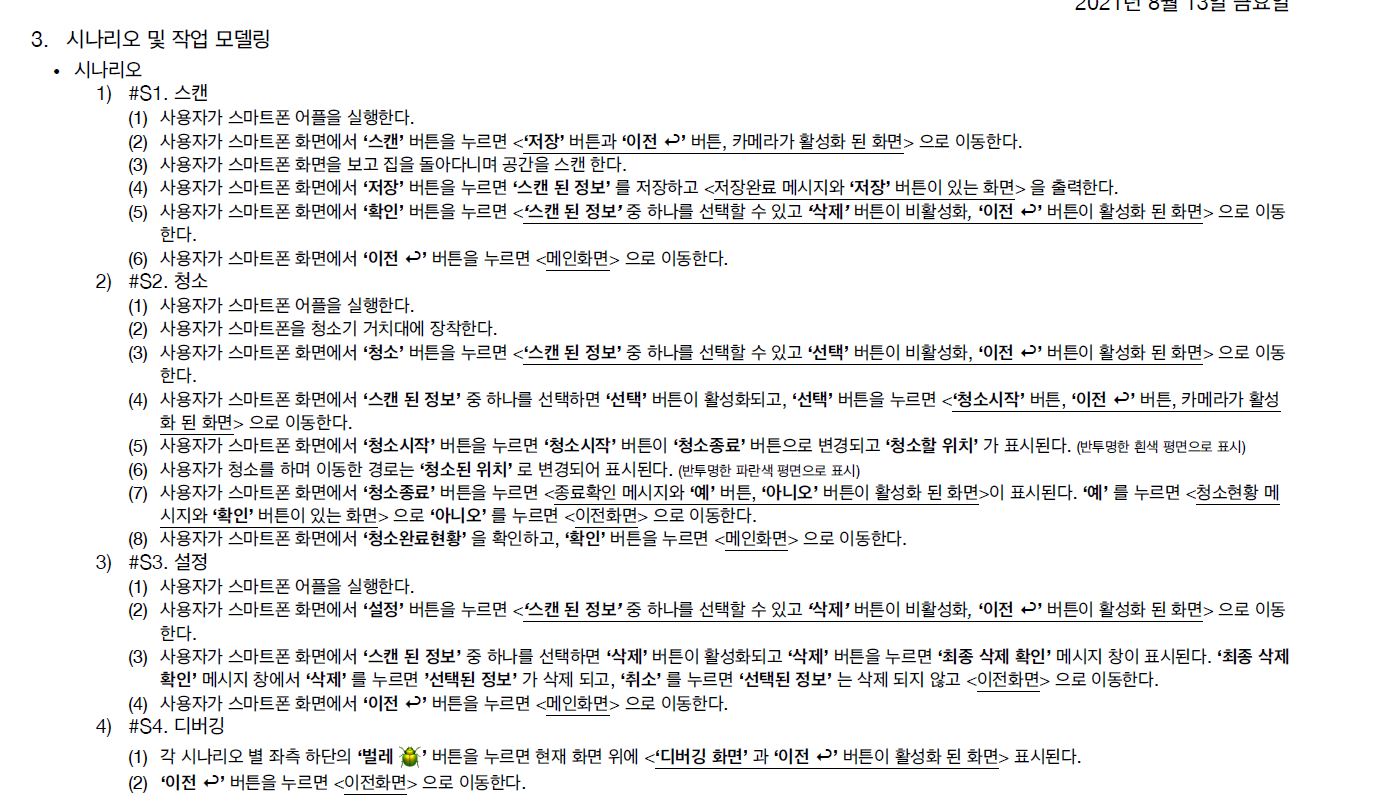 2021년 8월 13일 금요일
3. 시나리오 및 작업 모델링
• 시나리오
1) #S1. 스캔
(1) 사용자가 스마트폰 어플을 실행한다.
(2) 사용자가 스마트폰 화면에서 ‘스캔’ 버튼을 누르면 <‘저장’ 버튼과 ‘이전 ↩’ 버튼, 카메라가 활성화 된 화면> 으로 이동한다.
(3) 사용자가 스마트폰 화면을 보고 집을 돌아다니며 공간을 스캔 한다.
(4) 사용자가 스마트폰 화면에서 ‘저장’ 버튼을 누르면 ‘스캔 된 정보’ 를 저장하고 <저장완료 메시지와 ‘저장’ 버튼이 있는 화면> 을 출력한다.
(5) 사용자가 스마트폰 화면에서 ‘확인’ 버튼을 누르면 <‘스캔 된 정보’ 중 하나를 선택할 수 있고 ‘삭제’ 버튼이 비활성화, ‘이전 ↩’ 버튼이 활성화 된 화면> 으로 이동
한다.
(6) 사용자가 스마트폰 화면에서 ‘이전 ↩’ 버튼을 누르면 <메인화면> 으로 이동한다.
2) #S2. 청소
(1) 사용자가 스마트폰 어플을 실행한다.
(2) 사용자가 스마트폰을 청소기 거치대에 장착한다.
(3) 사용자가 스마트폰 화면에서 ‘청소’ 버튼을 누르면 <‘스캔 된 정보’ 중 하나를 선택할 수 있고 ‘선택’ 버튼이 비활성화, ‘이전 ↩’ 버튼이 활성화 된 화면> 으로 이동
한다.
(4) 사용자가 스마트폰 화면에서 ‘스캔 된 정보’ 중 하나를 선택하면 ‘선택’ 버튼이 활성화되고, ‘선택’ 버튼을 누르면 <‘청소시작’ 버튼, ‘이전 ↩’ 버튼, 카메라가 활성
화 된 화면> 으로 이동한다.
(5) 사용자가 스마트폰 화면에서 ‘청소시작’ 버튼을 누르면 ‘청소시작’ 버튼이 ‘청소종료’ 버튼으로 변경되고 ‘청소할 위치’ 가 표시된다. (반투명한 흰색 평면으로 표시)
(6) 사용자가 청소를 하며 이동한 경로는 ‘청소된 위치’ 로 변경되어 표시된다. (반투명한 파란색 평면으로 표시)
(7) 사용자가 스마트폰 화면에서 ‘청소종료’ 버튼을 누르면 <종료확인 메시지와 ‘예’ 버튼, ‘아니오’ 버튼이 활성화 된 화면>이 표시된다. ‘예’ 를 누르면 <청소현황 메
시지와 ‘확인’ 버튼이 있는 화면> 으로 ‘아니오’ 를 누르면 <이전화면> 으로 이동한다.
(8) 사용자가 스마트폰 화면에서 ‘청소완료현황’ 을 확인하고, ‘확인’ 버튼을 누르면 <메인화면> 으로 이동한다.
3) #S3. 설정
(1) 사용자가 스마트폰 어플을 실행한다.
(2) 사용자가 스마트폰 화면에서 ‘설정’ 버튼을 누르면 <‘스캔 된 정보’ 중 하나를 선택할 수 있고 ‘삭제’ 버튼이 비활성화, ‘이전 ↩’ 버튼이 활성화 된 화면> 으로 이동
한다.
(3) 사용자가 스마트폰 화면에서 ‘스캔 된 정보’ 중 하나를 선택하면 ‘삭제’ 버튼이 활성화되고 ‘삭제’ 버튼을 누르면 ‘최종 삭제 확인’ 메시지 창이 표시된다. ‘최종 삭제
확인’ 메시지 창에서 ‘삭제’ 를 누르면 ’선택된 정보’ 가 삭제 되고, ‘취소’ 를 누르면 ‘선택된 정보’ 는 삭제 되지 않고 <이전화면> 으로 이동한다.
(4) 사용자가 스마트폰 화면에서 ‘이전 ↩’ 버튼을 누르면 <메인화면> 으로 이동한다.
4) #S4. 디버깅
(1) 각 시나리오 별 좌측 하단의 ‘벌레 🪲’ 버튼을 누르면 현재 화면 위에 <‘디버깅 화면’ 과 ‘이전 ↩’ 버튼이 활성화 된 화면> 표시된다.
(2) ‘이전 ↩’ 버튼을 누르면 <이전화면> 으로 이동한다.